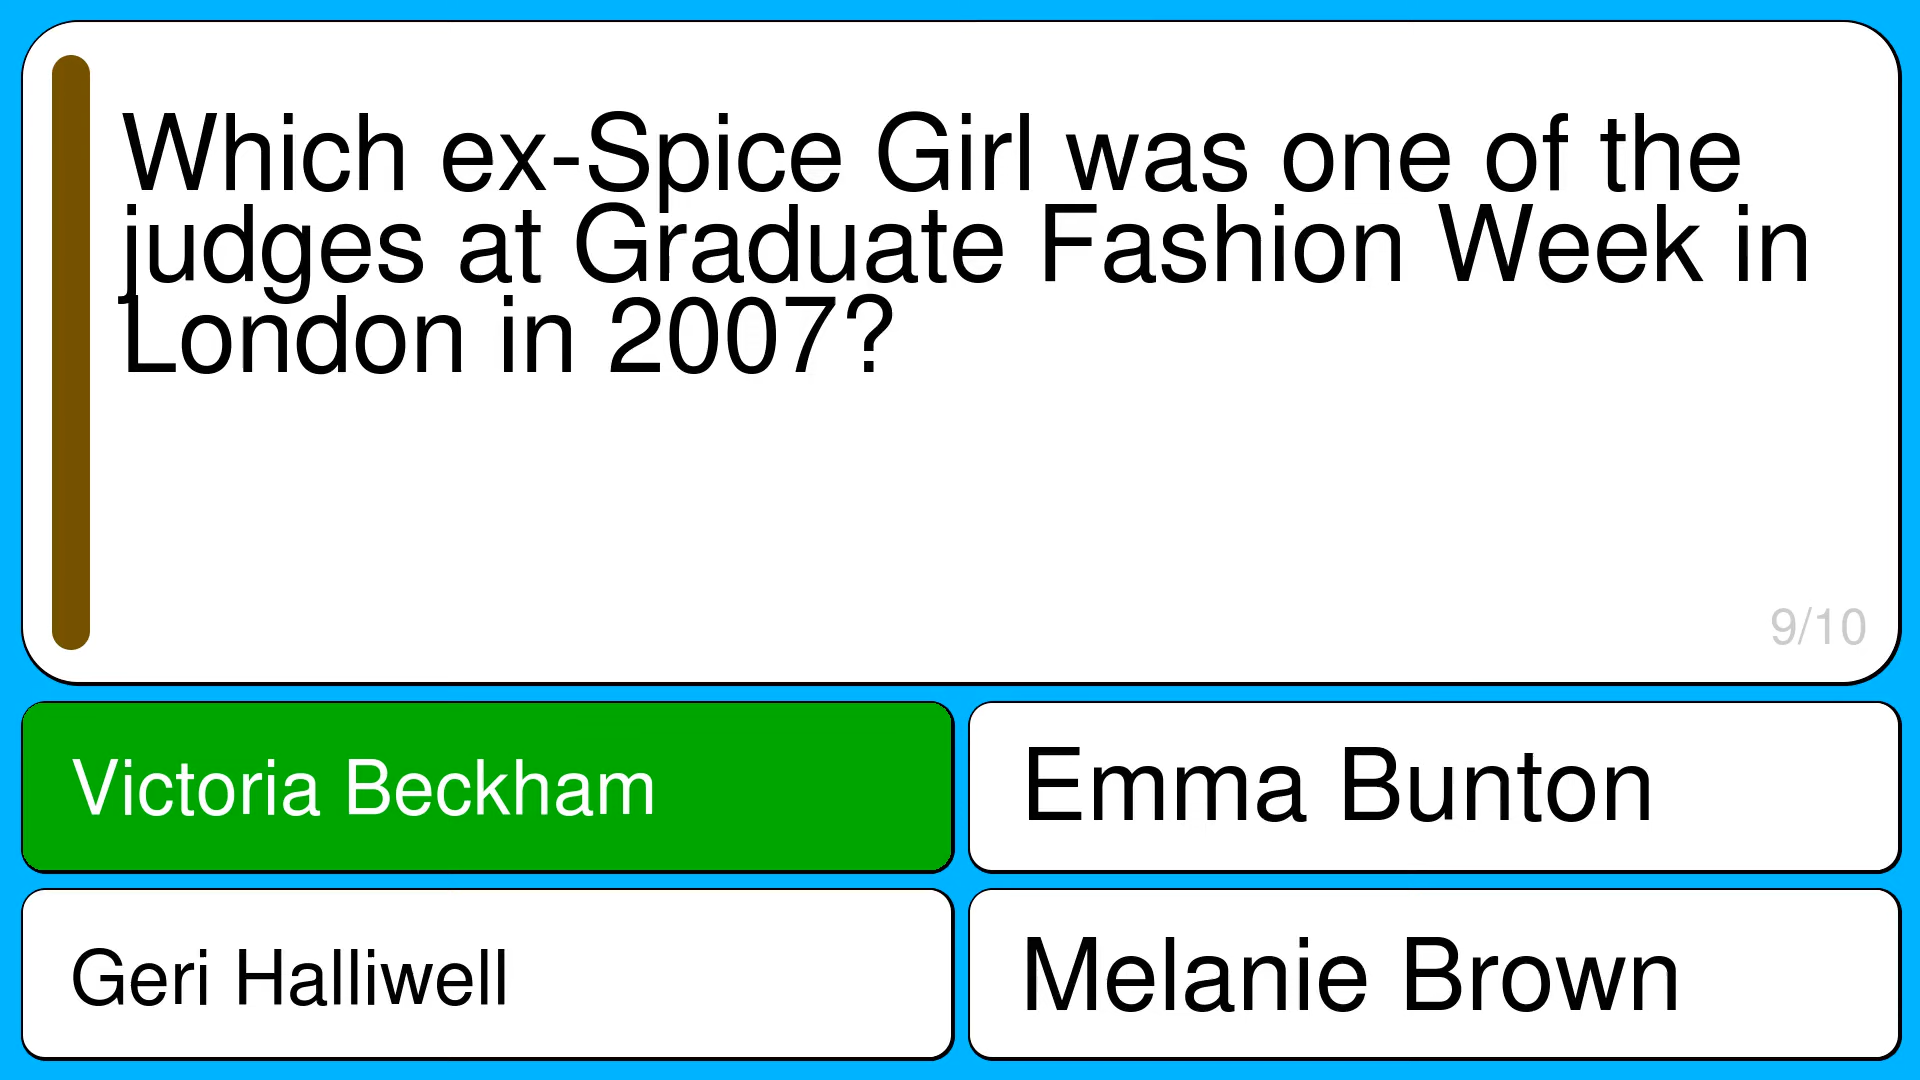 Which ex-Spice Girl was one of the
judges at Graduate Fashion Week in
London in 2007?
9/10
Victoria Beckham
Emma Bunton
Geri Halliwell
Melanie Brown